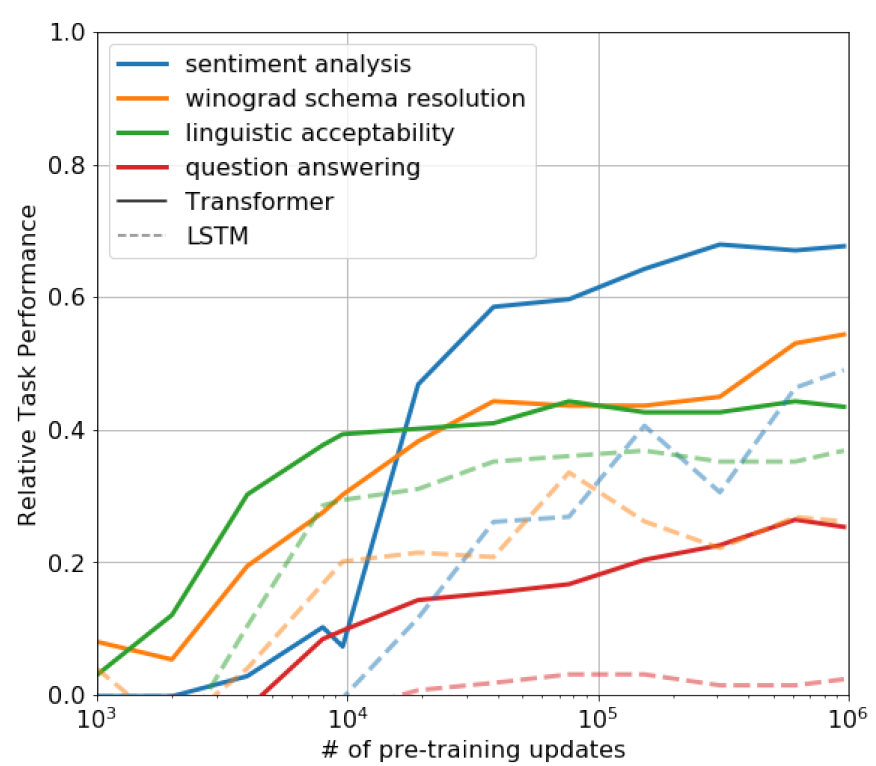 1.0
0.8
0.6
0.4
0.2
0.0
Relative Task Performance
sentiment analysis
winograd schema resolution
linguistic acceptability
question answering
Transformer
LSTM
10³ 10⁴ 10⁵ 10⁶
# of pre-training updates